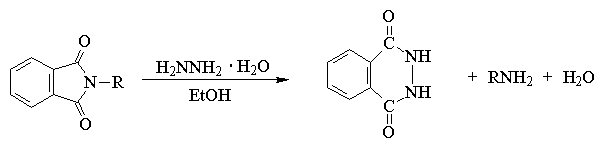 O
N–R
O
H₂NNH₂ · H₂O
EtOH
O
C
NH
NH
C
O
+ RNH₂ + H₂O